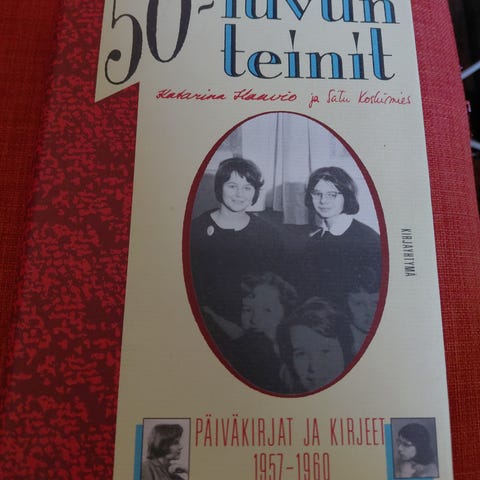 50-luvun
teinit
Katarina Haavio ja Satu Koskimies
KIRJAYHTYMÄ
PÄIVÄKIRJAT JA KIRJEET
1957-1960